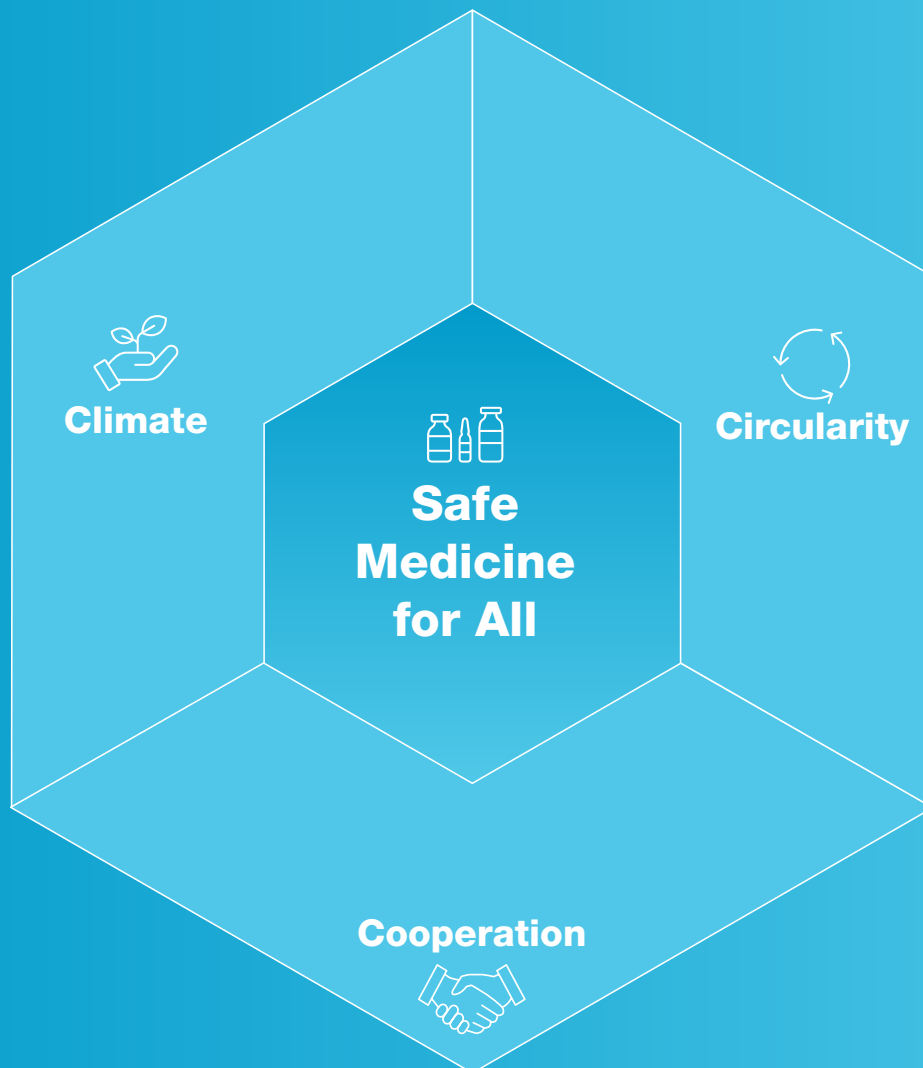 Climate
Circularity
Safe
Medicine
for All
Cooperation